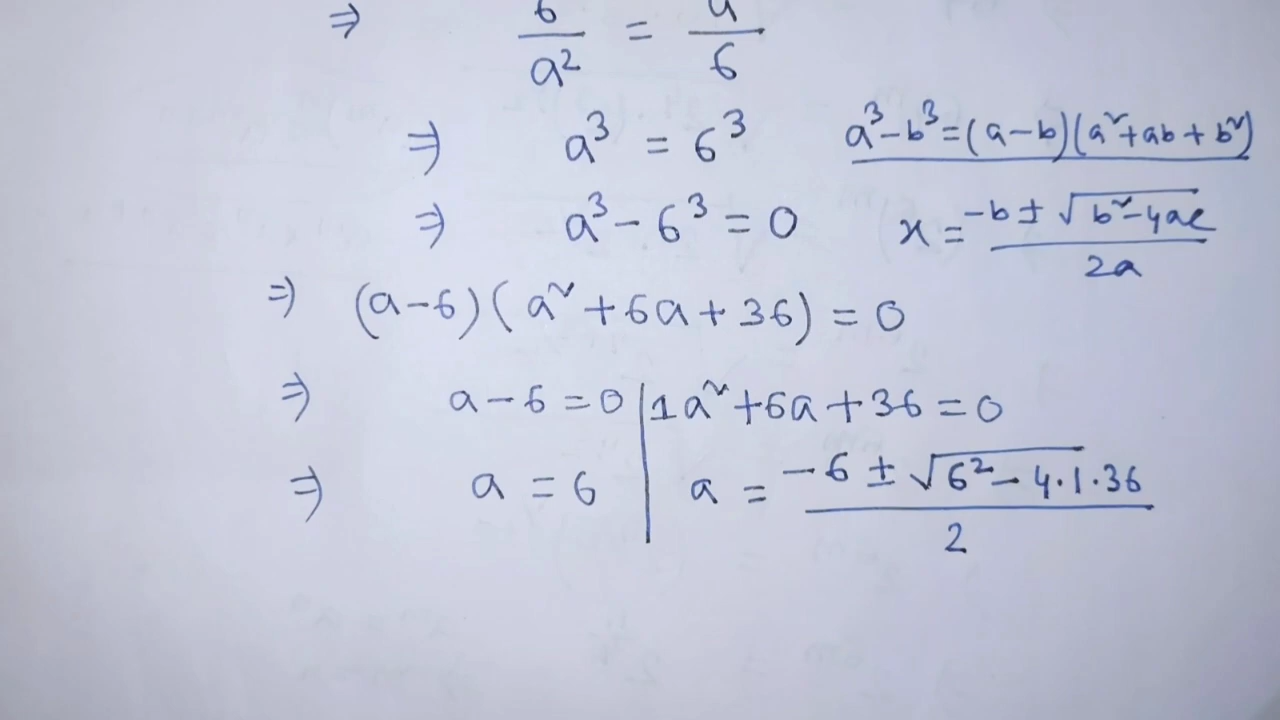 ⇒ 6/a² = a/6
⇒ a³ = 6³
a³-b³=(a-b)(a²+ab+b²)
⇒ a³-6³=0
x = (-b ± √(b²-4ac))/2a
⇒ (a-6)(a²+6a+36)=0
⇒ a-6=0 | 1a²+6a+36=0
⇒ a=6 | a = (-6 ± √(6²-4·1·36))/2